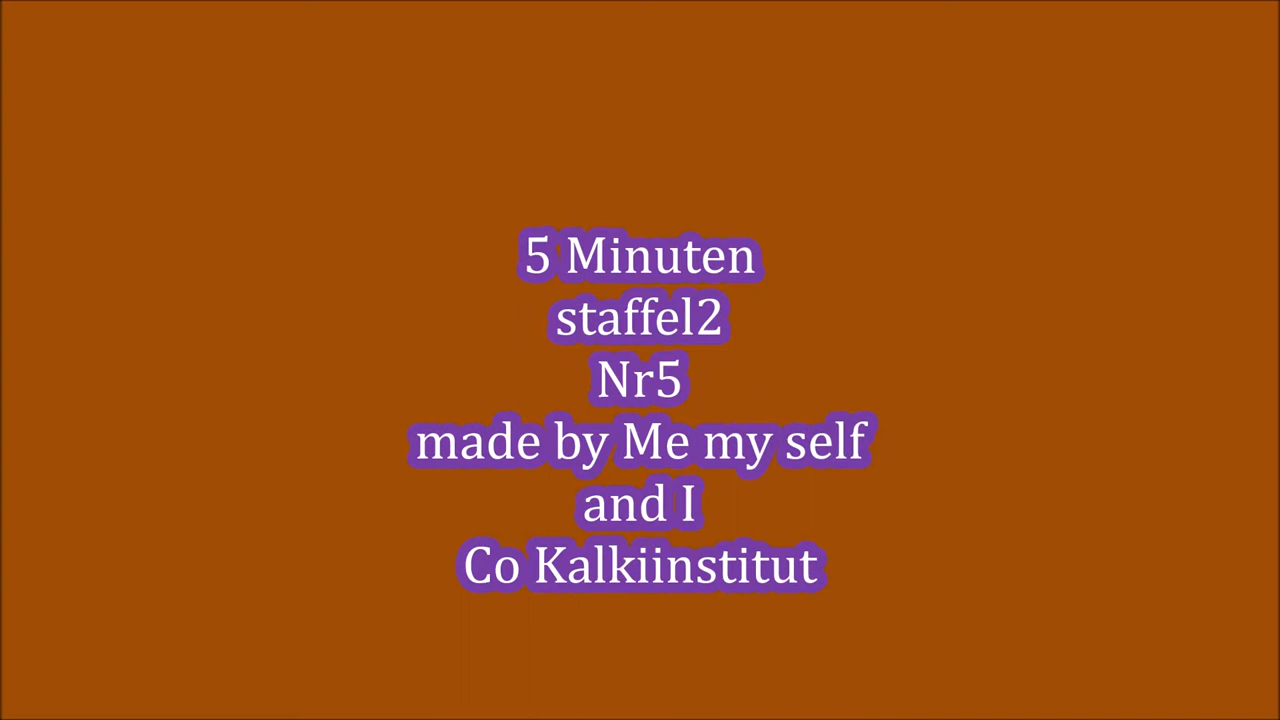 5 Minuten
staffel2
Nr5
made by Me my self
and I
Co Kalkiinstitut